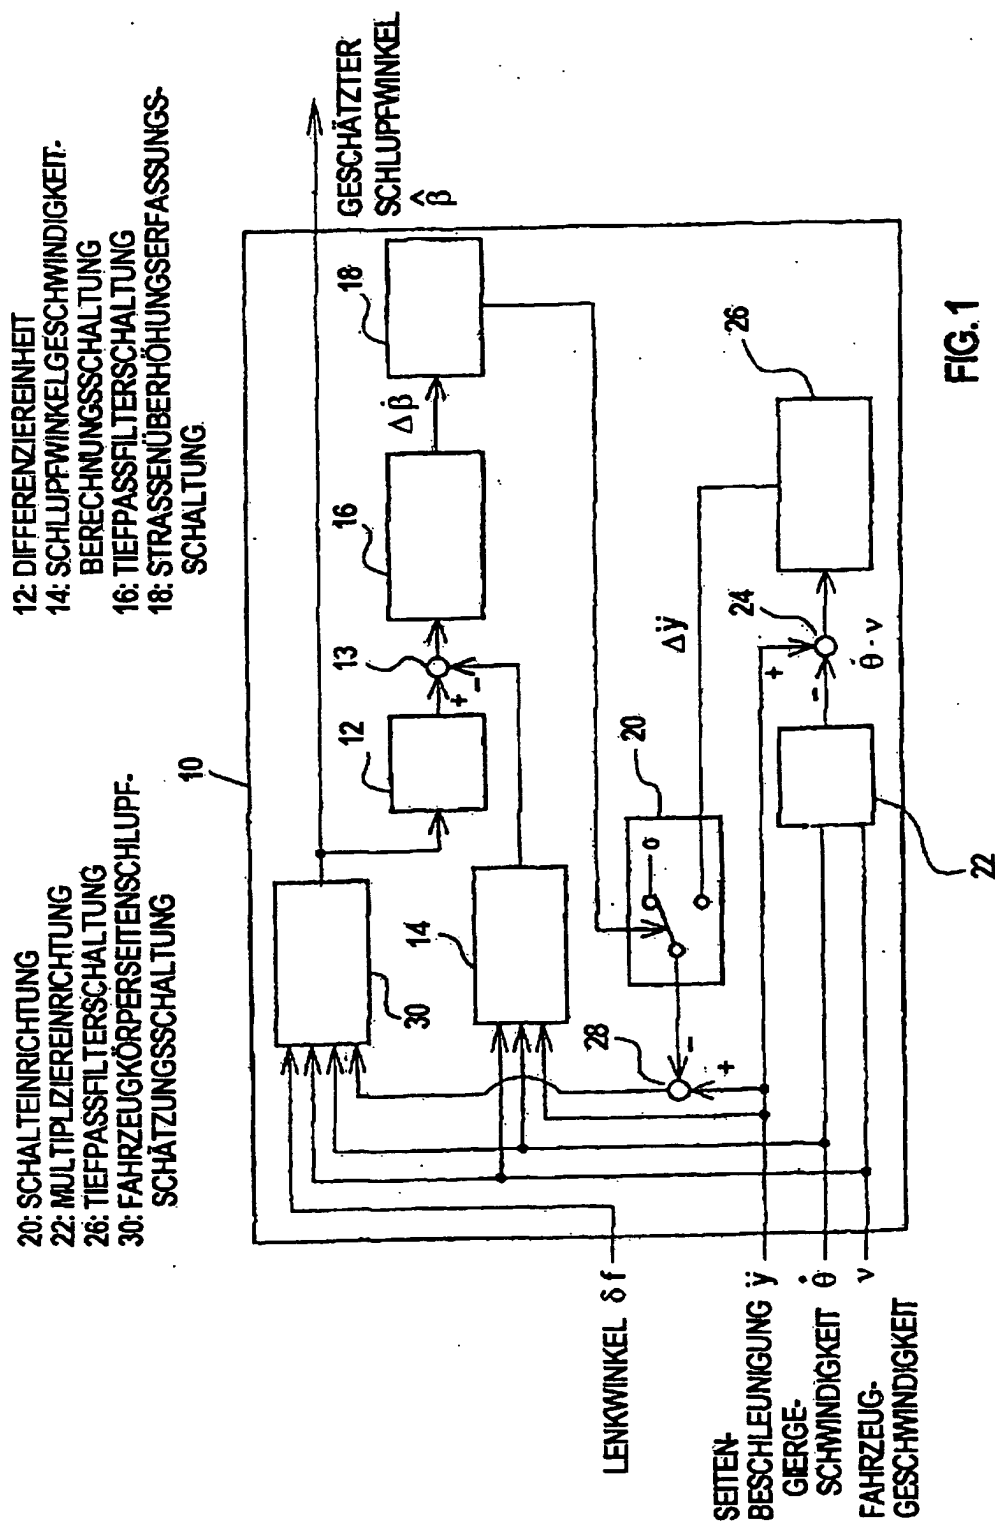 20: SCHALTEINRICHTUNG
22: MULTIPLIZIEREINRICHTUNG
26: TIEFPASSFILTERSCHALTUNG
30: FAHRZEUGKÖRPERSEITENSCHLUPF-
SCHÄTZUNGSSCHALTUNG
12: DIFFERENZIEREINHEIT
14: SCHLUPFWINKELGESCHWINDIGKEIT-
BERECHNUNGSSCHALTUNG
16: TIEFPASSFILTERSCHALTUNG
18: STRASSENÜBERHÖHUNGSERFASSUNGS-
SCHALTUNG
10
GESCHÄTZTER
SCHLUPFWINKEL
β̂
30
12
13
+
-
16
Δβ̇
18
14
20
o
Δÿ
28
-
+
26
+
-
24
θ̇ · v
22
LENKWINKEL δf
SEITEN-
BESCHLEUNIGUNG ÿ
GIERGE-
SCHWINDIGKEIT θ̇
FAHRZEUG- v
GESCHWINDIGKEIT
FIG. 1